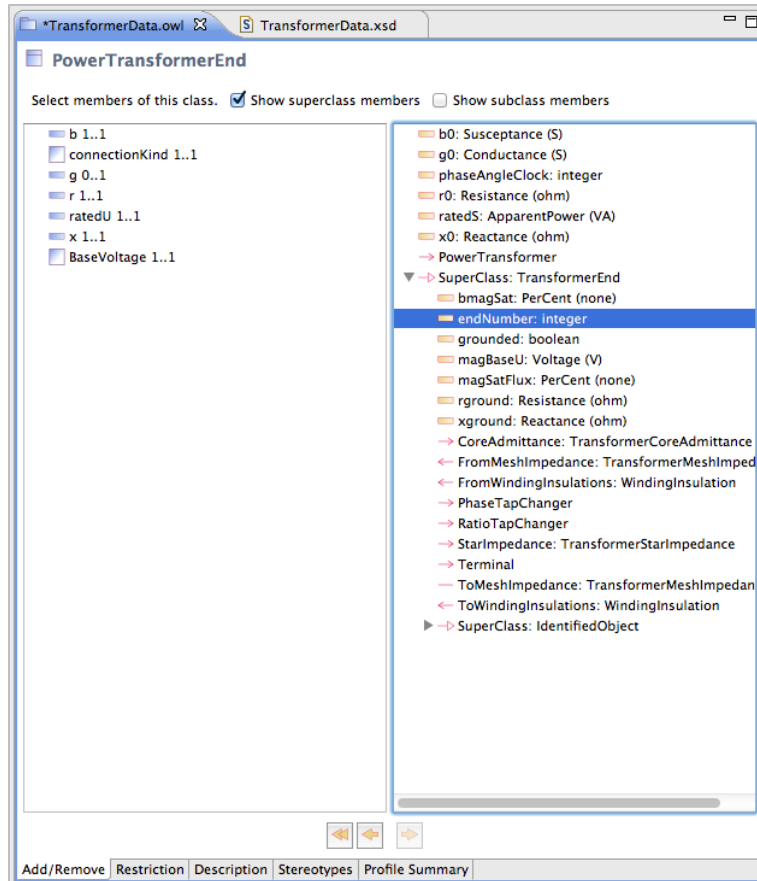 *TransformerData.owl TransformerData.xsd
PowerTransformerEnd
Select members of this class. Show superclass members Show subclass members
b 1..1
connectionKind 1..1
g 0..1
r 1..1
ratedU 1..1
x 1..1
BaseVoltage 1..1
b0: Susceptance (S)
g0: Conductance (S)
phaseAngleClock: integer
r0: Resistance (ohm)
ratedS: ApparentPower (VA)
x0: Reactance (ohm)
PowerTransformer
SuperClass: TransformerEnd
bmagSat: PerCent (none)
endNumber: integer
grounded: boolean
magBaseU: Voltage (V)
magSatFlux: PerCent (none)
rground: Resistance (ohm)
xground: Reactance (ohm)
CoreAdmittance: TransformerCoreAdmittance
FromMeshImpedance: TransformerMeshImped
FromWindingInsulations: WindingInsulation
PhaseTapChanger
RatioTapChanger
StarImpedance: TransformerStarImpedance
Terminal
ToMeshImpedance: TransformerMeshImpedan
ToWindingInsulations: WindingInsulation
SuperClass: IdentifiedObject
Add/Remove Restriction Description Stereotypes Profile Summary